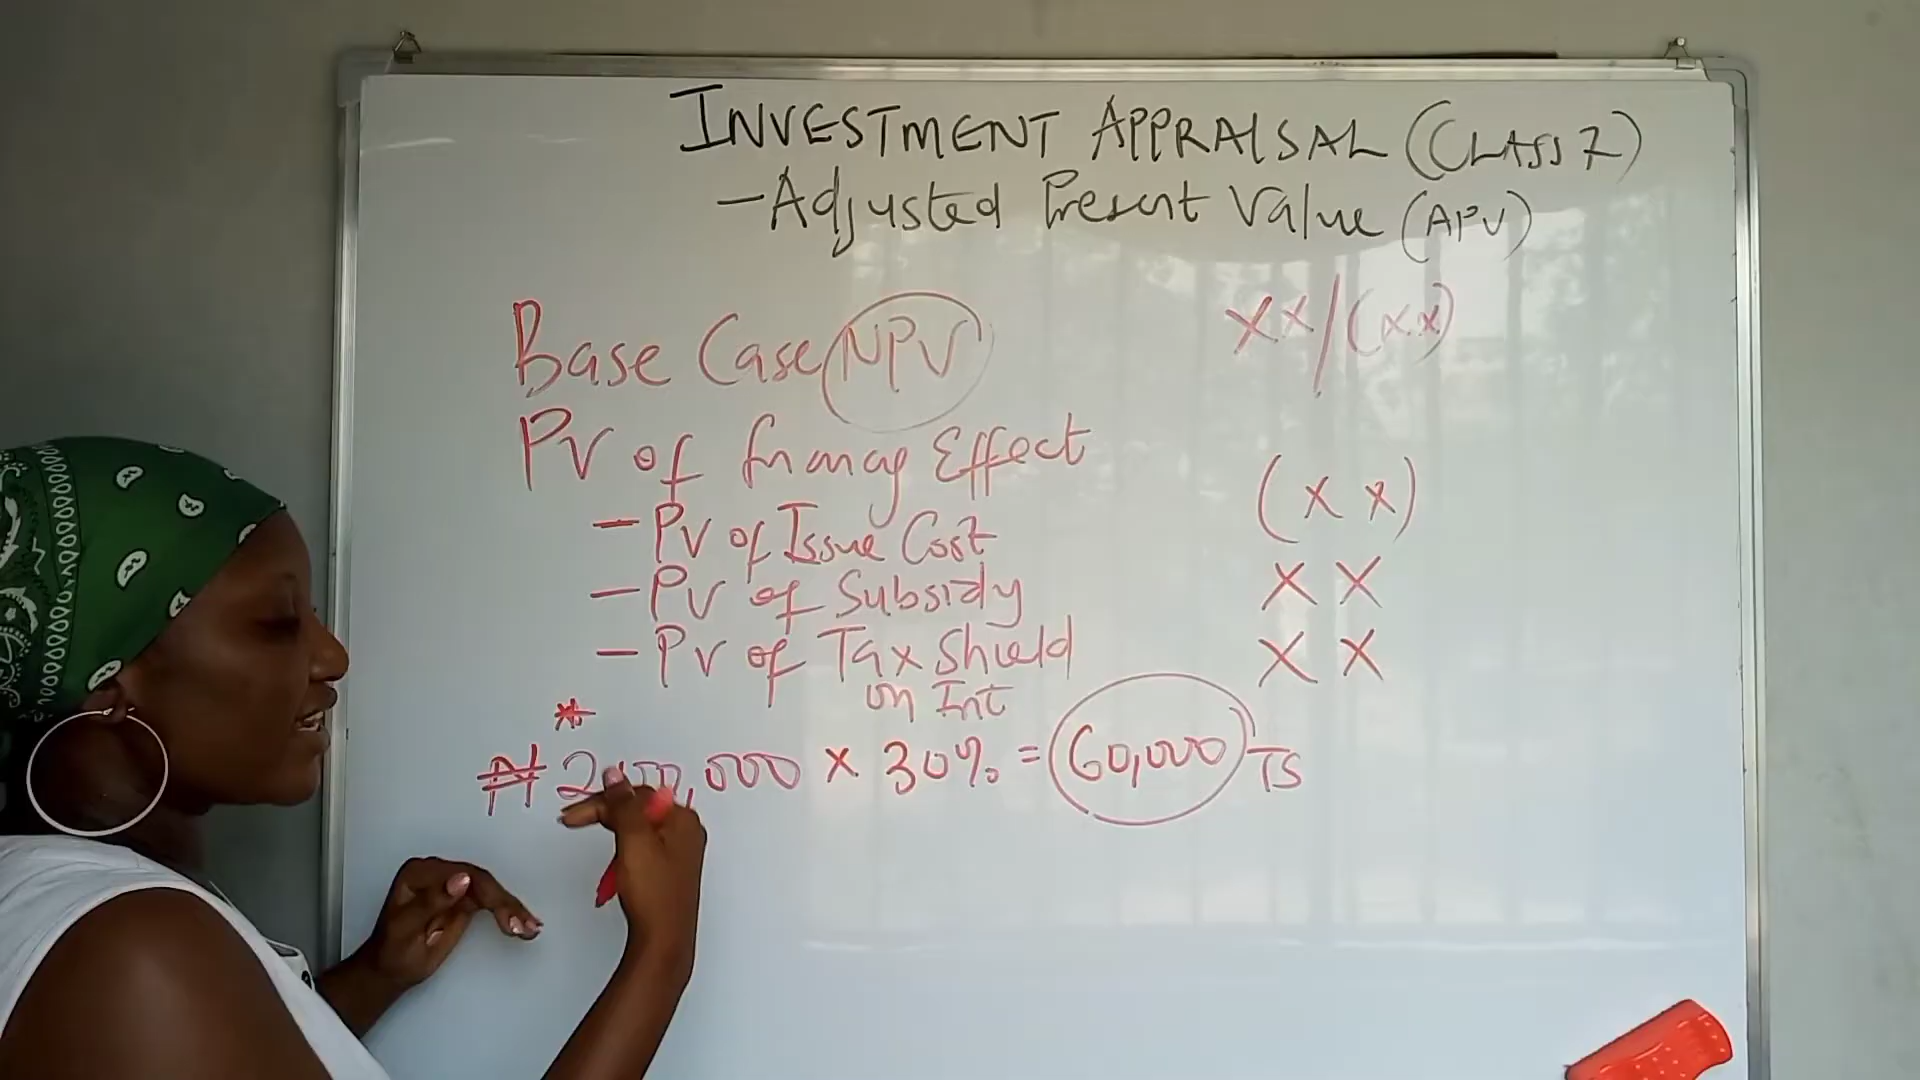 INVESTMENT APPRAISAL (CLASS 7)
- Adjusted Present Value (APV)
Base Case NPV xx/(xx)
PV of Effect
- PV of Issue Cost (xx)
- PV of Subsidy xx
- PV of Tax Shield xx
on Int
*
₦200,000 x 30% = 60,000 TS